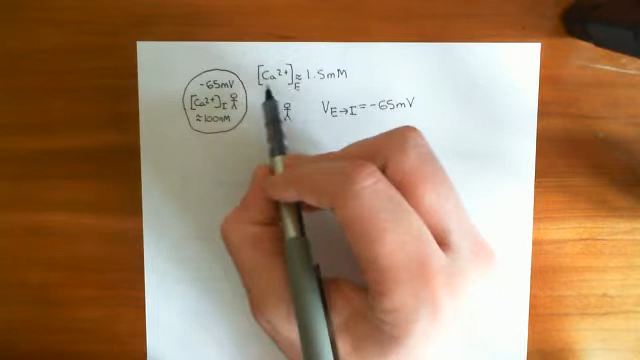 -65mV
[Ca²⁺]I
≈100nM
[Ca²⁺]E ≈ 1.5mM
VE→I = -65mV